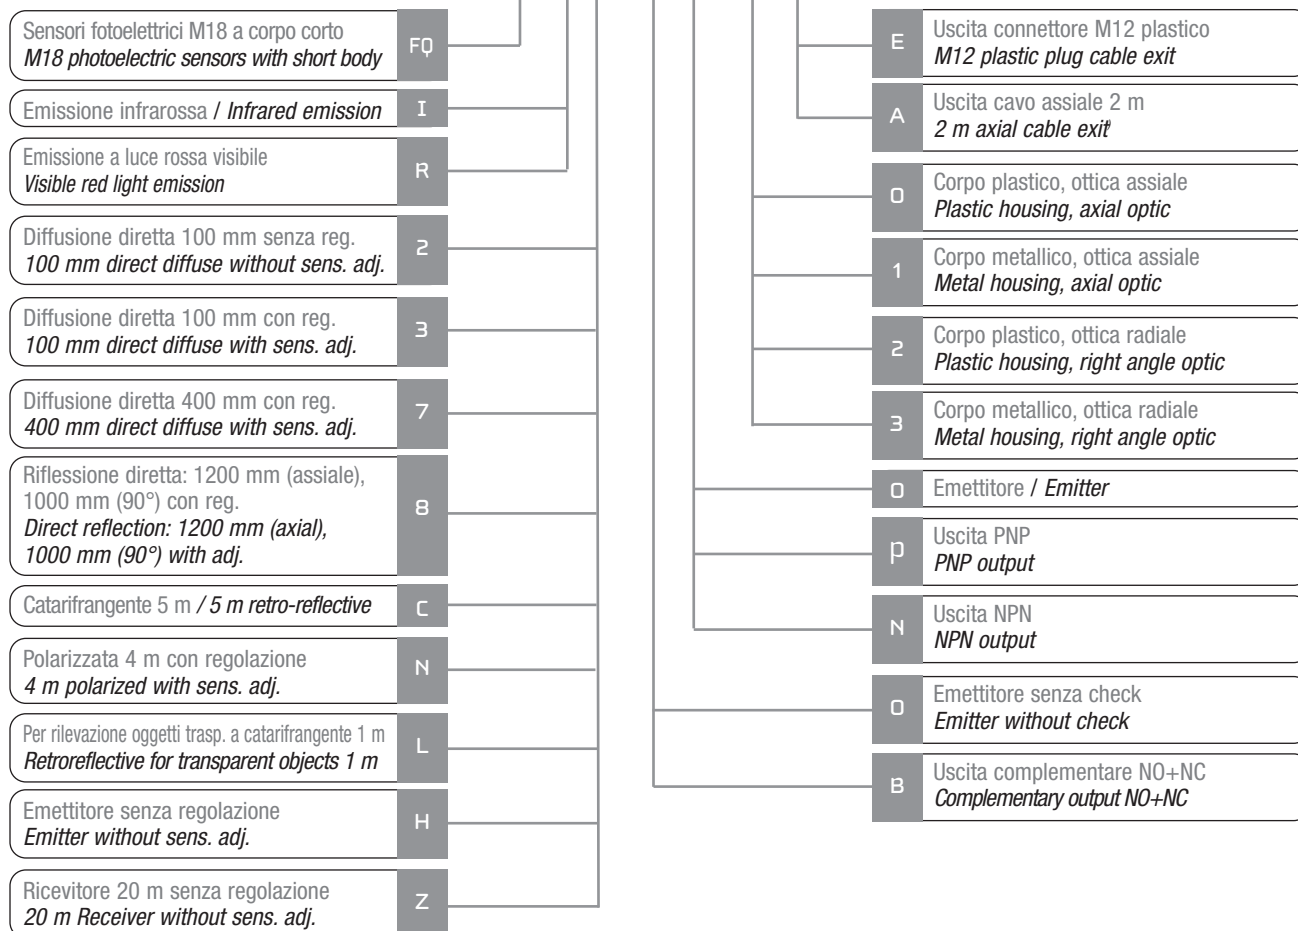 Sensori fotoelettrici M18 a corpo corto
M18 photoelectric sensors with short body
FQ
Emissione infrarossa / Infrared emission
I
Emissione a luce rossa visibile
Visible red light emission
R
Diffusione diretta 100 mm senza reg.
100 mm direct diffuse without sens. adj.
2
Diffusione diretta 100 mm con reg.
100 mm direct diffuse with sens. adj.
3
Diffusione diretta 400 mm con reg.
400 mm direct diffuse with sens. adj.
7
Riflessione diretta: 1200 mm (assiale),
1000 mm (90°) con reg.
Direct reflection: 1200 mm (axial),
1000 mm (90°) with adj.
8
Catarifrangente 5 m / 5 m retro-reflective
C
Polarizzata 4 m con regolazione
4 m polarized with sens. adj.
N
Per rilevazione oggetti trasp. a catarifrangente 1 m
Retroreflective for transparent objects 1 m
L
Emettitore senza regolazione
Emitter without sens. adj.
H
Ricevitore 20 m senza regolazione
20 m Receiver without sens. adj.
Z
E
Uscita connettore M12 plastico
M12 plastic plug cable exit
A
Uscita cavo assiale 2 m
2 m axial cable exit
0
Corpo plastico, ottica assiale
Plastic housing, axial optic
1
Corpo metallico, ottica assiale
Metal housing, axial optic
2
Corpo plastico, ottica radiale
Plastic housing, right angle optic
3
Corpo metallico, ottica radiale
Metal housing, right angle optic
0
Emettitore / Emitter
P
Uscita PNP
PNP output
N
Uscita NPN
NPN output
0
Emettitore senza check
Emitter without check
B
Uscita complementare NO+NC
Complementary output NO+NC